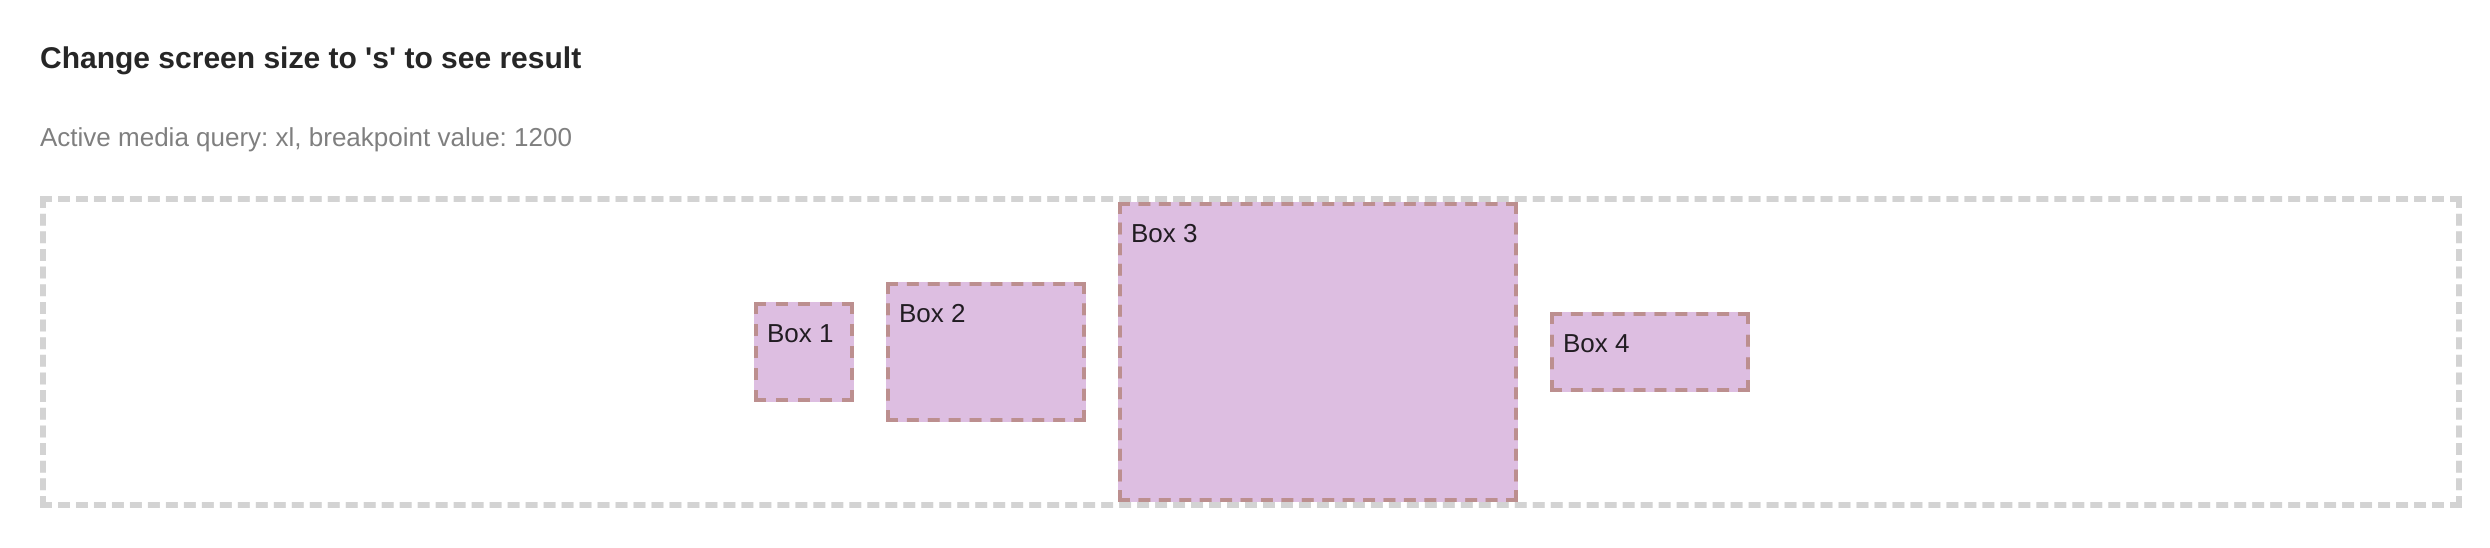 Change screen size to 's' to see result
Active media query: xl, breakpoint value: 1200
Box 1
Box 2
Box 3
Box 4